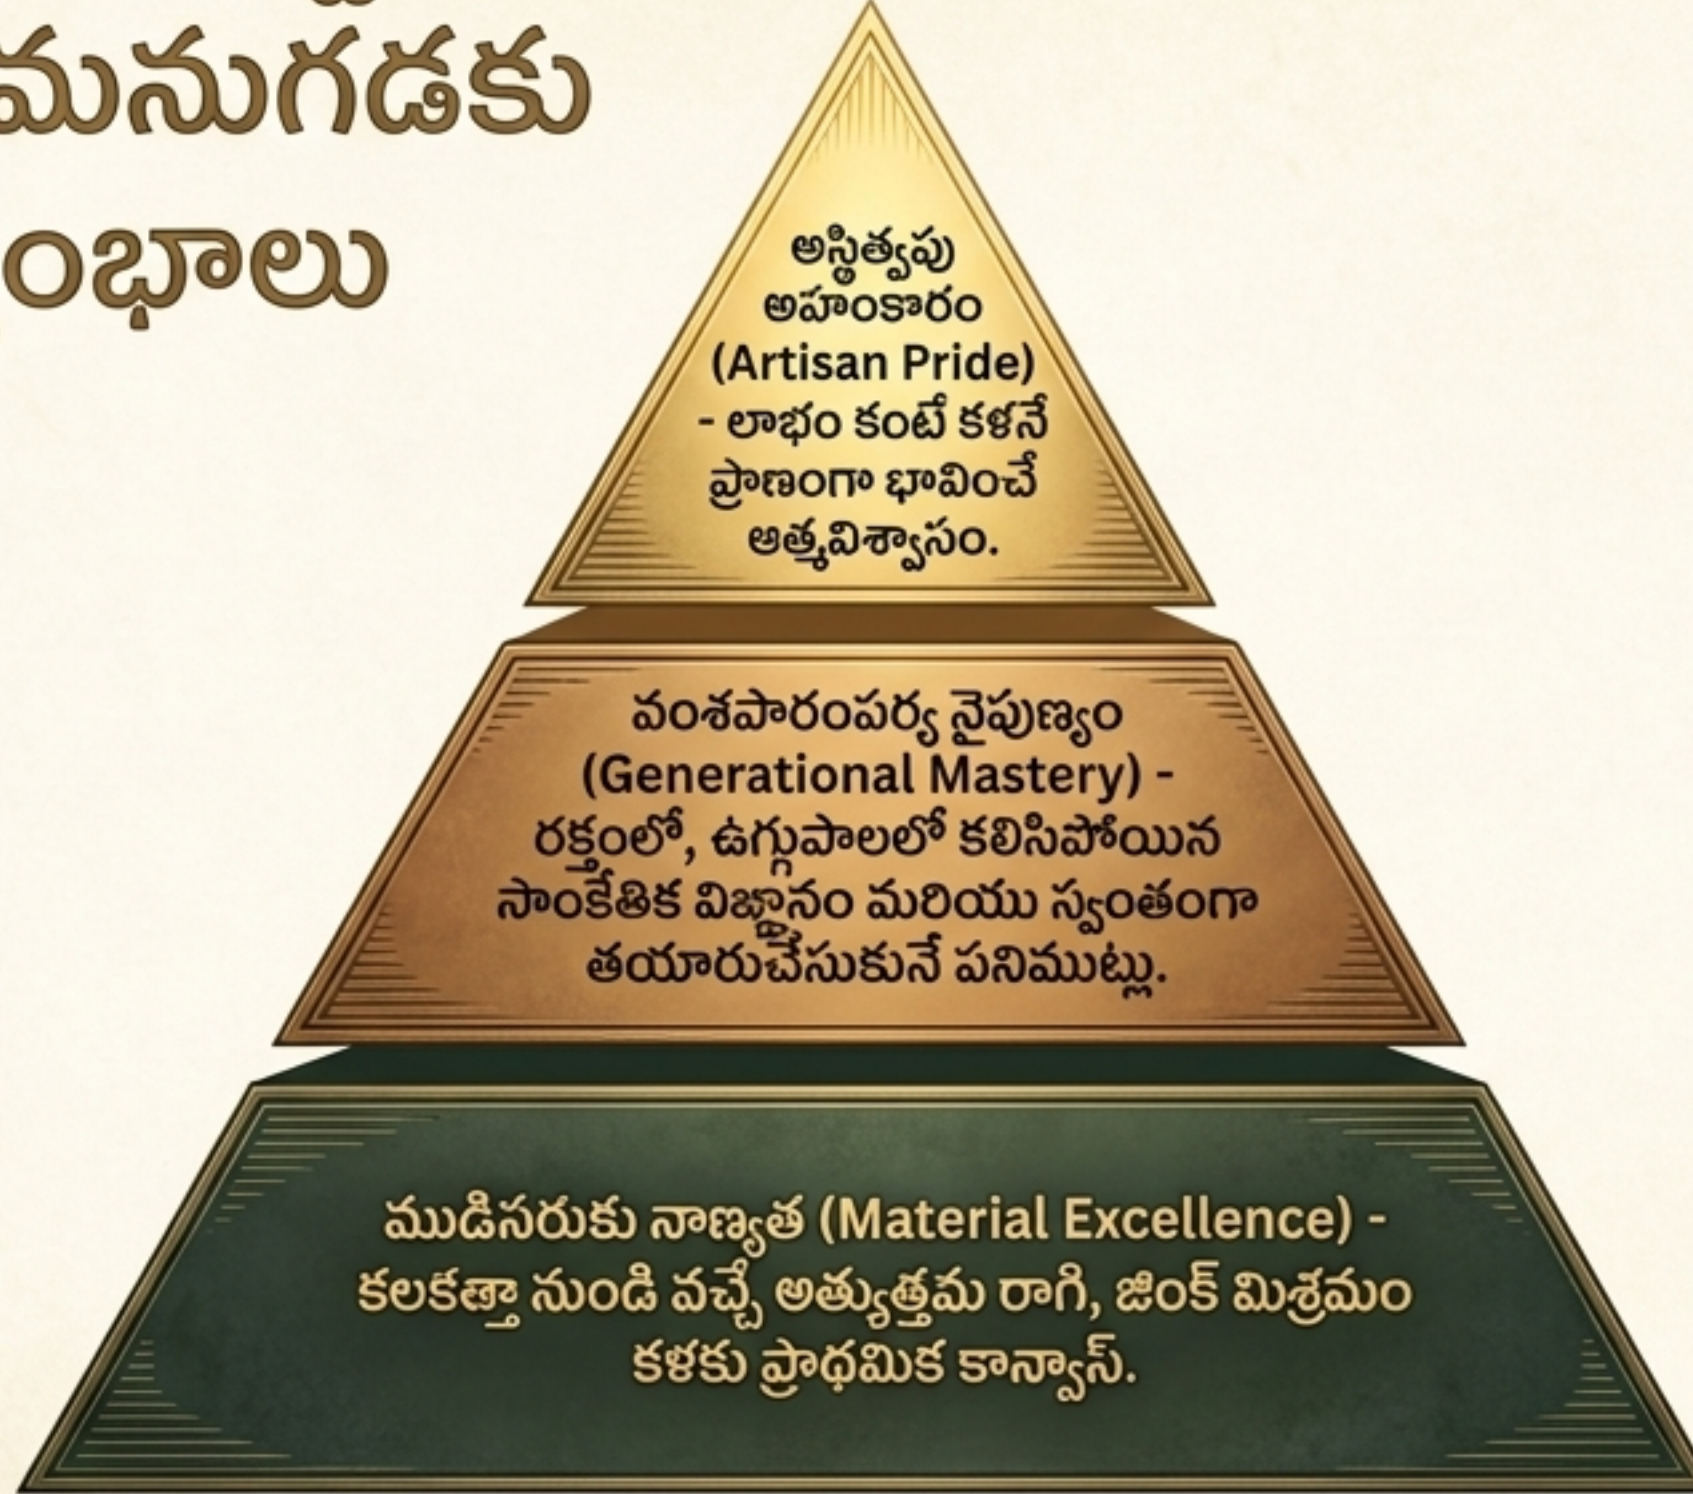 మనుగడకు
ంభాలు
అస్థిత్వపు
అహంకారం
(Artisan Pride)
- లాభం కంటే కళనే
ప్రాణంగా భావించే
ఆత్మవిశ్వాసం.
వంశపారంపర్య నైపుణ్యం
(Generational Mastery) -
రక్తంలో, ఉగ్గుపాలలో కలిసిపోయిన
సాంకేతిక విజ్ఞానం మరియు స్వంతంగా
తయారుచేసుకునే పనిముట్లు.
ముడిసరుకు నాణ్యత (Material Excellence) -
కలకత్తా నుండి వచ్చే అత్యుత్తమ రాగి, జింక్ మిశ్రమం
కళకు ప్రాథమిక కాన్వాస్.